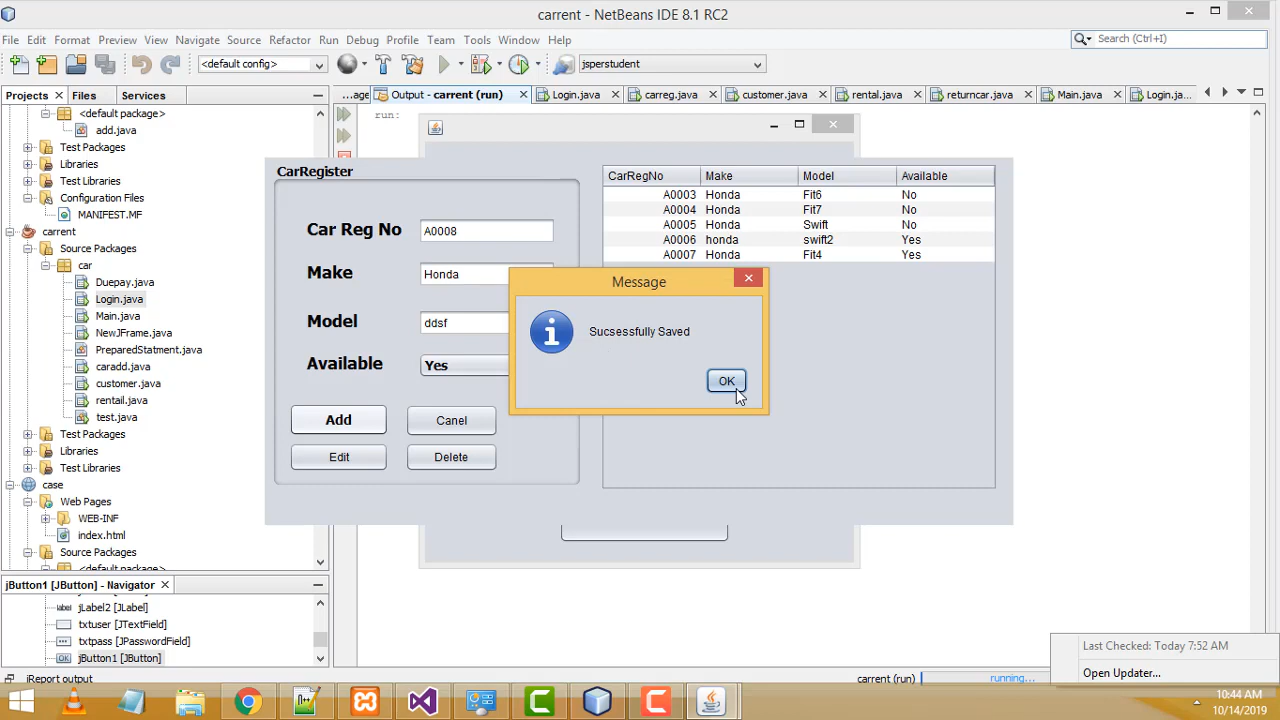 carrent - NetBeans IDE 8.1 RC2
File Edit Format Preview View Navigate Source Refactor Run Debug Profile Team Tools Window Help
Search (Ctrl+I)
<default config>
jsperstudent
Projects Files Services
...age Output - carrent (run) Login.java carreg.java customer.java rental.java returncar.java Main.java Login.ja...
<default package>
add.java
Test Packages
Libraries
Test Libraries
Configuration Files
MANIFEST.MF
carrent
Source Packages
car
Duepay.java
Login.java
Main.java
NewJFrame.java
PreparedStatment.java
caradd.java
customer.java
rentail.java
test.java
Test Packages
Libraries
Test Libraries
case
Web Pages
WEB-INF
index.html
Source Packages
<default package>
run:
CarRegister
Car Reg No A0008
Make Honda
Model ddsf
Available Yes
Add Canel
Edit Delete
CarRegNo Make Model Available
A0003 Honda Fit6 No
A0004 Honda Fit7 No
A0005 Honda Swift No
A0006 honda swift2 Yes
A0007 Honda Fit4 Yes
Message
Sucsessfully Saved
OK
jButton1 [JButton] - Navigator
jLabel2 [JLabel]
txtuser [JTextField]
txtpass [JPasswordField]
jButton1 [JButton]
iReport output
carrent (run) running...
Last Checked: Today 7:52 AM
Open Updater...
10:44 AM
10/14/2019